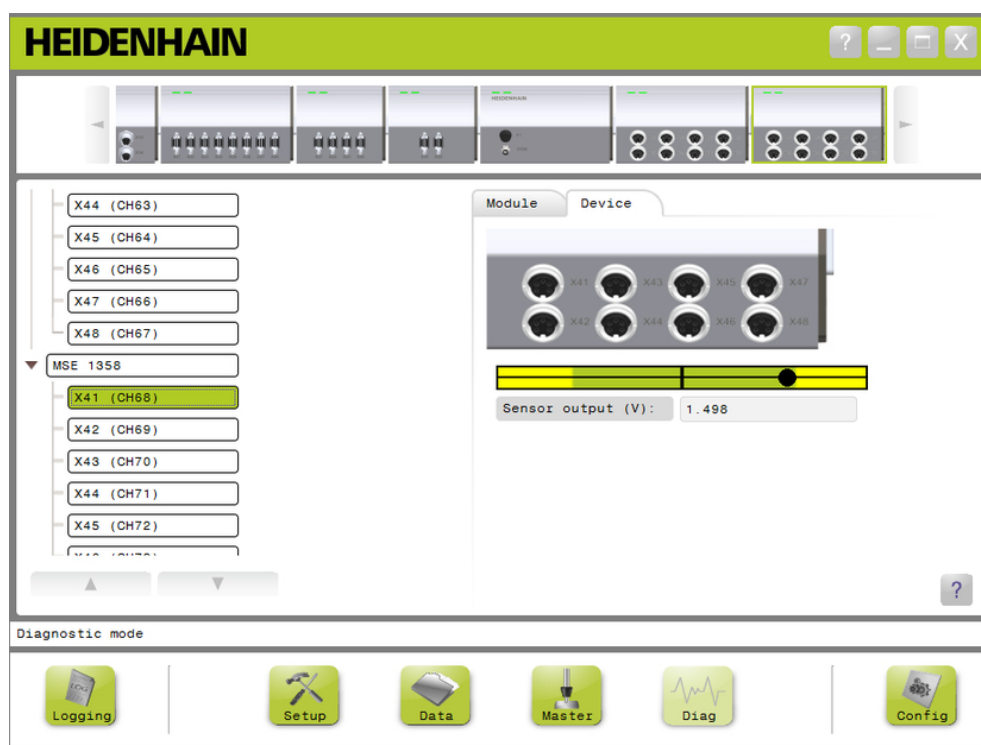 HEIDENHAIN
? _ X
HEIDENHAIN
X44 (CH63)
X45 (CH64)
X46 (CH65)
X47 (CH66)
X48 (CH67)
MSE 1358
X41 (CH68)
X42 (CH69)
X43 (CH70)
X44 (CH71)
X45 (CH72)
Module Device
X41 X43 X45 X47
X42 X44 X46 X48
Sensor output (V): 1.498
?
Diagnostic mode
LOG
Logging Setup Data Master Diag Config